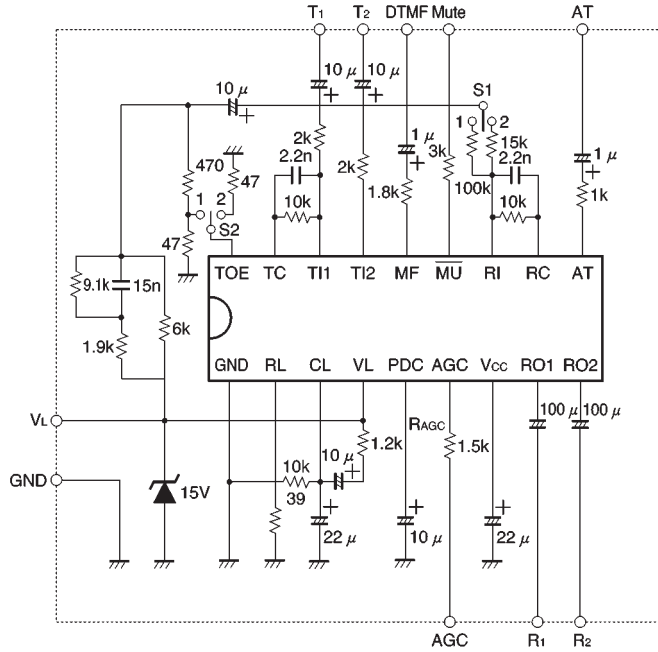 T1 T2 DTMF Mute AT
10 μ 10 μ 10 μ S1
+ + +
1 2
2k 1 μ 15k 1 μ
2.2n + 3k 2.2n +
470 47 2k 1.8k 100k 1k
1 2 10k 10k
S2
47
TOE TC TI1 TI2 MF MU RI RC AT
9.1k 15n
6k
1.9k
GND RL CL VL PDC AGC VCC RO1 RO2
VL
RAGC 100 μ 100 μ
1.2k 1.5k
10k 10 μ
+
GND
15V 39
+ + +
22 μ 10 μ 22 μ
AGC R1 R2